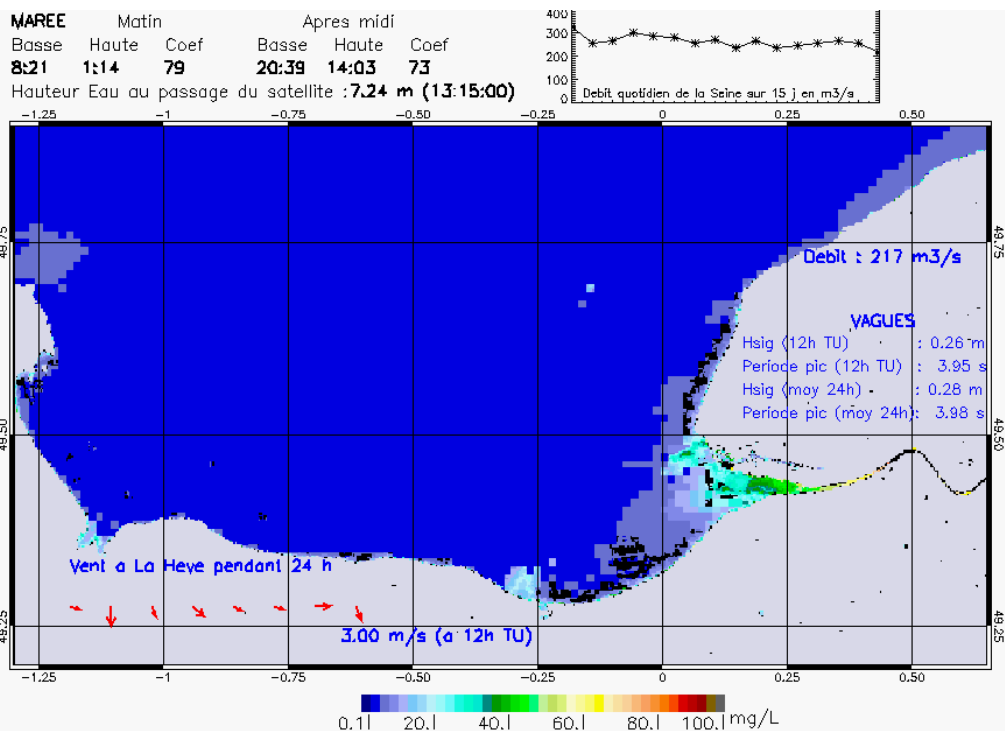 MAREE Matin Apres midi
Basse Haute Coef Basse Haute Coef
8:21 1:14 79 20:39 14:03 73
Hauteur Eau au passage du satellite : 7.24 m (13:15:00)
400
300
200
100
0
Debit quotidien de la Seine sur 15 j en m3/s
-1.25 -1 -0.75 -0.50 -0.25 0 0.25 0.50
49.75 49.75
Debit : 217 m3/s
VAGUES
Hsig (12h TU) : 0.26 m
Periode pic (12h TU) : 3.95 s
Hsig (moy 24h) : 0.28 m
Periode pic (moy 24h): 3.98 s
49.50 49.50
Vent a La Heve pendant 24 h
3.00 m/s (a 12h TU)
49.25 49.25
-1.25 -1 -0.75 -0.50 -0.25 0 0.25 0.50
0.1 20.1 40.1 60.1 80.1 100.1 mg/L